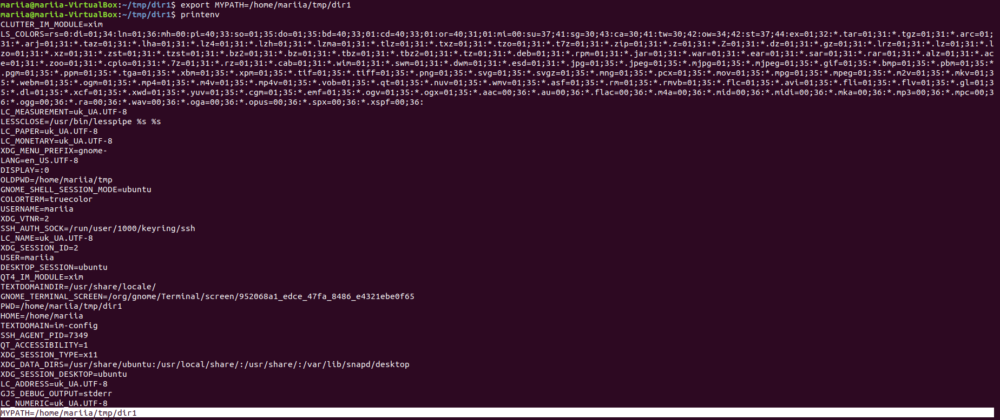 mariia@mariia-VirtualBox:~/tmp/dir1$ export MYPATH=/home/mariia/tmp/dir1
mariia@mariia-VirtualBox:~/tmp/dir1$ printenv
CLUTTER_IM_MODULE=xim
LS_COLORS=rs=0:di=01;34:ln=01;36:mh=00:pi=40;33:so=01;35:do=01;35:bd=40;33;01:cd=40;33;01:or=40;31;01:mi=00:su=37;41:sg=30;43:ca=30;41:tw=30;42:ow=34;42:st=37;44:ex=01;32:*.tar=01;31:*.tgz=01;31:*.arc=01;
31:*.arj=01;31:*.taz=01;31:*.lha=01;31:*.lz4=01;31:*.lzh=01;31:*.lzma=01;31:*.tlz=01;31:*.txz=01;31:*.tzo=01;31:*.t7z=01;31:*.zip=01;31:*.z=01;31:*.Z=01;31:*.dz=01;31:*.gz=01;31:*.lrz=01;31:*.lz=01;31:*.l
zo=01;31:*.xz=01;31:*.zst=01;31:*.tzst=01;31:*.bz2=01;31:*.bz=01;31:*.tbz=01;31:*.tbz2=01;31:*.tz=01;31:*.deb=01;31:*.rpm=01;31:*.jar=01;31:*.war=01;31:*.ear=01;31:*.sar=01;31:*.rar=01;31:*.alz=01;31:*.ac
e=01;31:*.zoo=01;31:*.cpio=01;31:*.7z=01;31:*.rz=01;31:*.cab=01;31:*.wim=01;31:*.swm=01;31:*.dwm=01;31:*.esd=01;31:*.jpg=01;35:*.jpeg=01;35:*.mjpg=01;35:*.mjpeg=01;35:*.gif=01;35:*.bmp=01;35:*.pbm=01;35:*
.pgm=01;35:*.ppm=01;35:*.tga=01;35:*.xbm=01;35:*.xpm=01;35:*.tif=01;35:*.tiff=01;35:*.png=01;35:*.svg=01;35:*.svgz=01;35:*.mng=01;35:*.pcx=01;35:*.mov=01;35:*.mpg=01;35:*.mpeg=01;35:*.m2v=01;35:*.mkv=01;3
5:*.webm=01;35:*.ogm=01;35:*.mp4=01;35:*.m4v=01;35:*.mp4v=01;35:*.vob=01;35:*.qt=01;35:*.nuv=01;35:*.wmv=01;35:*.asf=01;35:*.rm=01;35:*.rmvb=01;35:*.flc=01;35:*.avi=01;35:*.fli=01;35:*.flv=01;35:*.gl=01;3
5:*.dl=01;35:*.xcf=01;35:*.xwd=01;35:*.yuv=01;35:*.cgm=01;35:*.emf=01;35:*.ogv=01;35:*.ogx=01;35:*.aac=00;36:*.au=00;36:*.flac=00;36:*.m4a=00;36:*.mid=00;36:*.midi=00;36:*.mka=00;36:*.mp3=00;36:*.mpc=00;3
6:*.ogg=00;36:*.ra=00;36:*.wav=00;36:*.oga=00;36:*.opus=00;36:*.spx=00;36:*.xspf=00;36:
LC_MEASUREMENT=uk_UA.UTF-8
LESSCLOSE=/usr/bin/lesspipe %s %s
LC_PAPER=uk_UA.UTF-8
LC_MONETARY=uk_UA.UTF-8
XDG_MENU_PREFIX=gnome-
LANG=en_US.UTF-8
DISPLAY=:0
OLDPWD=/home/mariia/tmp
GNOME_SHELL_SESSION_MODE=ubuntu
COLORTERM=truecolor
USERNAME=mariia
XDG_VTNR=2
SSH_AUTH_SOCK=/run/user/1000/keyring/ssh
LC_NAME=uk_UA.UTF-8
XDG_SESSION_ID=2
USER=mariia
DESKTOP_SESSION=ubuntu
QT4_IM_MODULE=xim
TEXTDOMAINDIR=/usr/share/locale/
GNOME_TERMINAL_SCREEN=/org/gnome/Terminal/screen/952068a1_edce_47fa_8486_e4321ebe0f65
PWD=/home/mariia/tmp/dir1
HOME=/home/mariia
TEXTDOMAIN=im-config
SSH_AGENT_PID=7349
QT_ACCESSIBILITY=1
XDG_SESSION_TYPE=x11
XDG_DATA_DIRS=/usr/share/ubuntu:/usr/local/share/:/usr/share/:/var/lib/snapd/desktop
XDG_SESSION_DESKTOP=ubuntu
LC_ADDRESS=uk_UA.UTF-8
GJS_DEBUG_OUTPUT=stderr
LC_NUMERIC=uk_UA.UTF-8
MYPATH=/home/mariia/tmp/dir1